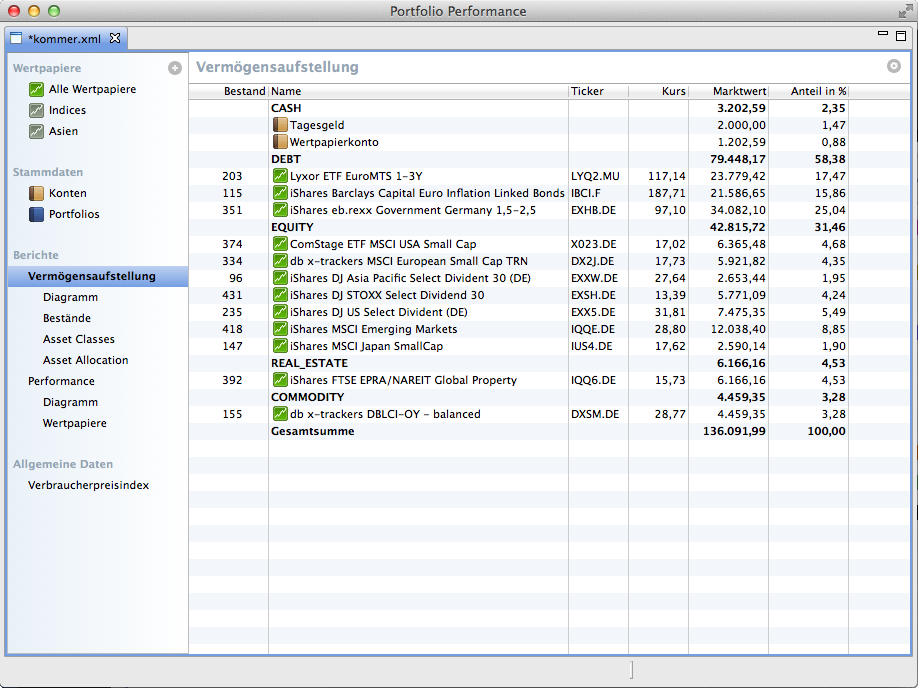 Portfolio Performance
*kommer.xml
Wertpapiere
Alle Wertpapiere
Indices
Asien
Stammdaten
Konten
Portfolios
Berichte
Vermögensaufstellung
Diagramm
Bestände
Asset Classes
Asset Allocation
Performance
Diagramm
Wertpapiere
Allgemeine Daten
Verbraucherpreisindex
Vermögensaufstellung
Bestand Name Ticker Kurs Marktwert Anteil in %
CASH 3.202,59 2,35
Tagesgeld 2.000,00 1,47
Wertpapierkonto 1.202,59 0,88
DEBT 79.448,17 58,38
203 Lyxor ETF EuroMTS 1-3Y LYQ2.MU 117,14 23.779,42 17,47
115 iShares Barclays Capital Euro Inflation Linked Bonds IBCI.F 187,71 21.586,65 15,86
351 iShares eb.rexx Government Germany 1,5-2,5 EXHB.DE 97,10 34.082,10 25,04
EQUITY 42.815,72 31,46
374 ComStage ETF MSCI USA Small Cap X023.DE 17,02 6.365,48 4,68
334 db x-trackers MSCI European Small Cap TRN DX2J.DE 17,73 5.921,82 4,35
96 iShares DJ Asia Pacific Select Divident 30 (DE) EXXW.DE 27,64 2.653,44 1,95
431 iShares DJ STOXX Select Dividend 30 EXSH.DE 13,39 5.771,09 4,24
235 iShares DJ US Select Divident (DE) EXX5.DE 31,81 7.475,35 5,49
418 iShares MSCI Emerging Markets IQQE.DE 28,80 12.038,40 8,85
147 iShares MSCI Japan SmallCap IUS4.DE 17,62 2.590,14 1,90
REAL_ESTATE 6.166,16 4,53
392 iShares FTSE EPRA/NAREIT Global Property IQQ6.DE 15,73 6.166,16 4,53
COMMODITY 4.459,35 3,28
155 db x-trackers DBLCI-OY - balanced DXSM.DE 28,77 4.459,35 3,28
Gesamtsumme 136.091,99 100,00